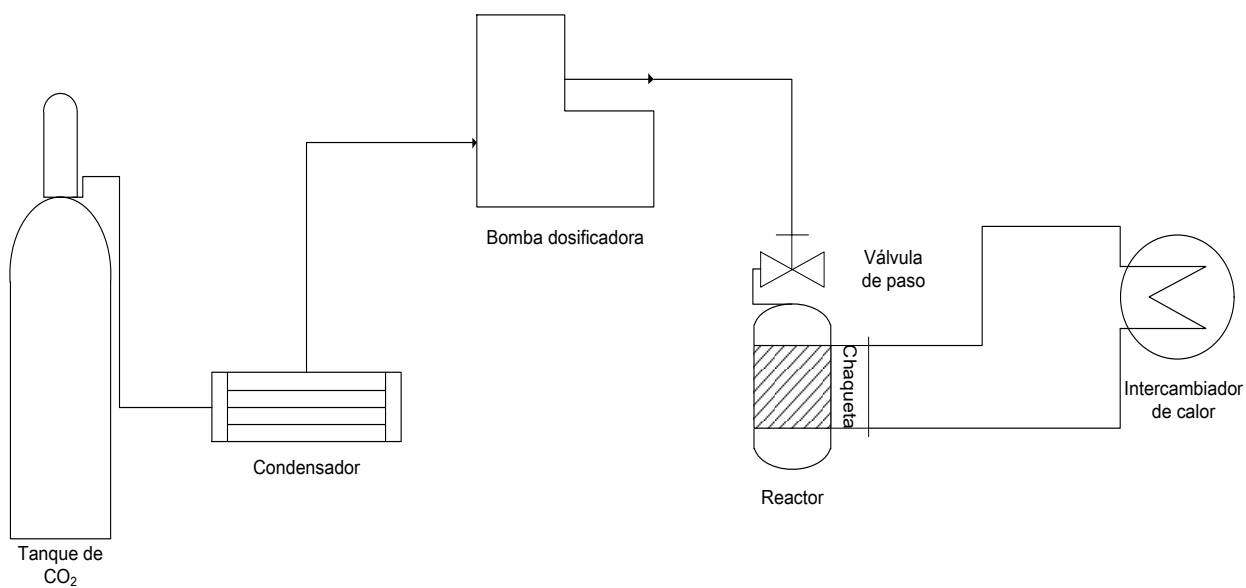 Tanque de
CO₂
Condensador
Bomba dosificadora
Válvula
de paso
Chaqueta
Reactor
Intercambiador
de calor